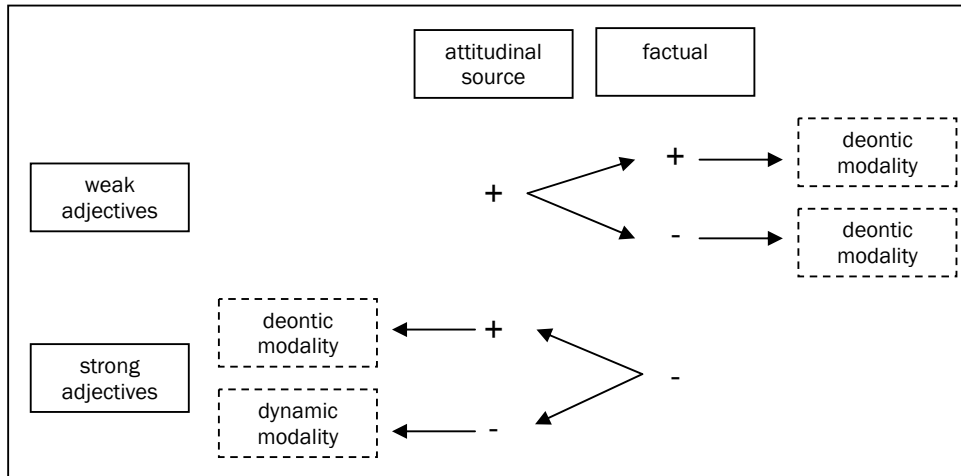 attitudinal
source
factual
+
deontic
modality
weak
adjectives
+
-
deontic
modality
deontic
modality
+
strong
adjectives
-
dynamic
modality
-